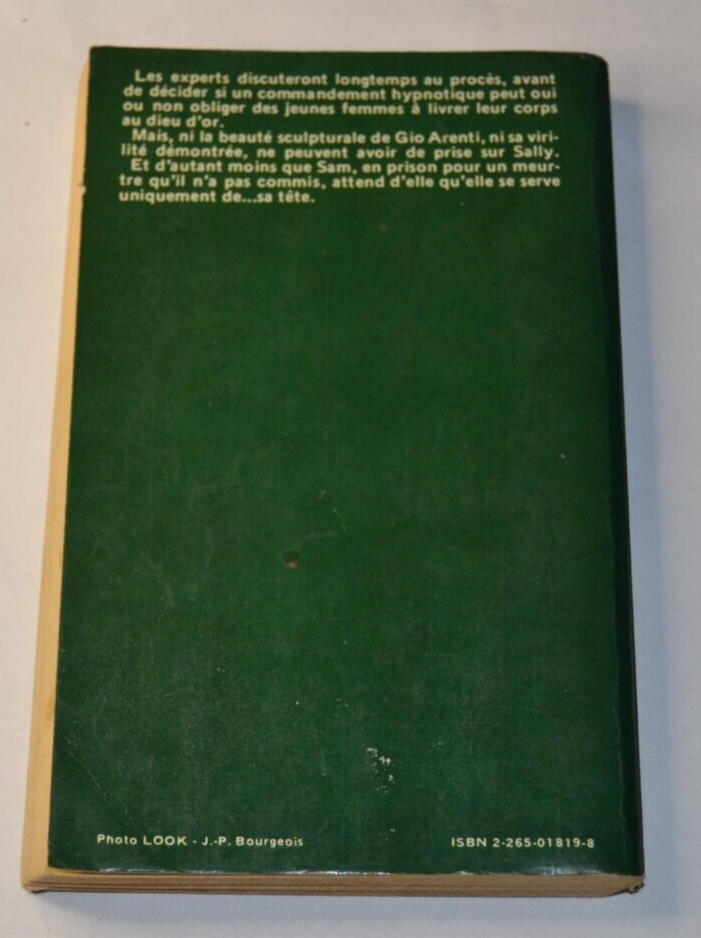 Les experts discuteront longtemps au procès, avant
de décider si un commandement hypnotique peut oui
ou non obliger des jeunes femmes à livrer leur corps
au dieu d'or.
Mais, ni la beauté sculpturale de Gio Arenti, ni sa viri-
lité démontrée, ne peuvent avoir de prise sur Sally.
Et d'autant moins que Sam, en prison pour un meur-
tre qu'il n'a pas commis, attend d'elle qu'elle se serve
uniquement de...sa tête.
Photo LOOK - J.-P. Bourgeois
ISBN 2-265-01819-8